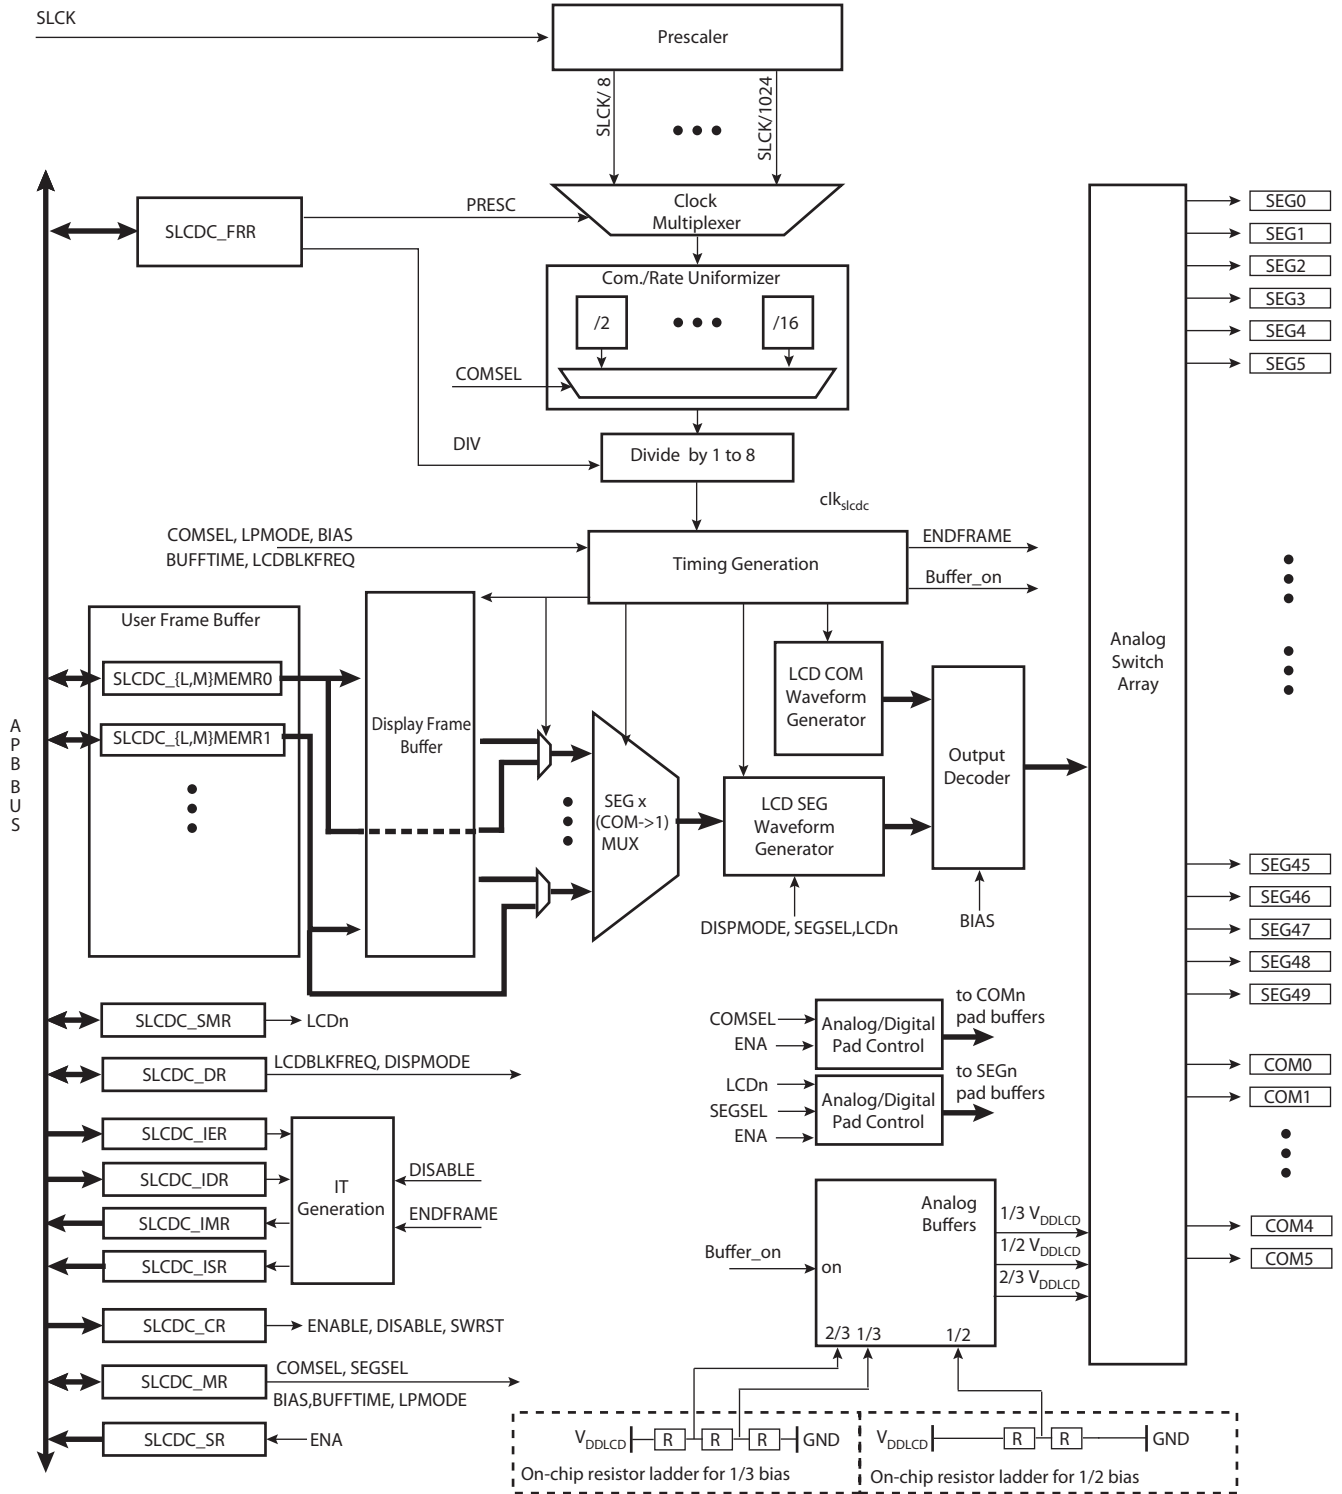 SLCK
Prescaler
SLCK/ 8
SLCK/1024
PRESC
Clock
Multiplexer
SLCDC_FRR
Com./Rate Uniformizer
/2
/16
COMSEL
DIV
Divide by 1 to 8
clkslcdc
COMSEL, LPMODE, BIAS
BUFFTIME, LCDBLKFREQ
Timing Generation
ENDFRAME
Buffer_on
User Frame Buffer
SLCDC_{L,M}MEMR0
SLCDC_{L,M}MEMR1
Display Frame
Buffer
SEG x
(COM->1)
MUX
LCD COM
Waveform
Generator
LCD SEG
Waveform
Generator
DISPMODE, SEGSEL,LCDn
Output
Decoder
BIAS
Analog
Switch
Array
APB BUS
SEG0
SEG1
SEG2
SEG3
SEG4
SEG5
SEG45
SEG46
SEG47
SEG48
SEG49
COM0
COM1
COM4
COM5
SLCDC_SMR
LCDn
SLCDC_DR
LCDBLKFREQ, DISPMODE
SLCDC_IER
SLCDC_IDR
SLCDC_IMR
SLCDC_ISR
IT
Generation
DISABLE
ENDFRAME
SLCDC_CR
ENABLE, DISABLE, SWRST
SLCDC_MR
COMSEL, SEGSEL
BIAS,BUFFTIME, LPMODE
SLCDC_SR
ENA
COMSEL
ENA
Analog/Digital
Pad Control
to COMn
pad buffers
LCDn
SEGSEL
ENA
Analog/Digital
Pad Control
to SEGn
pad buffers
Buffer_on
on
Analog
Buffers
2/3 1/3
1/2
1/3 VDDLCD
1/2 VDDLCD
2/3 VDDLCD
VDDLCD R R R GND
On-chip resistor ladder for 1/3 bias
VDDLCD R R GND
On-chip resistor ladder for 1/2 bias